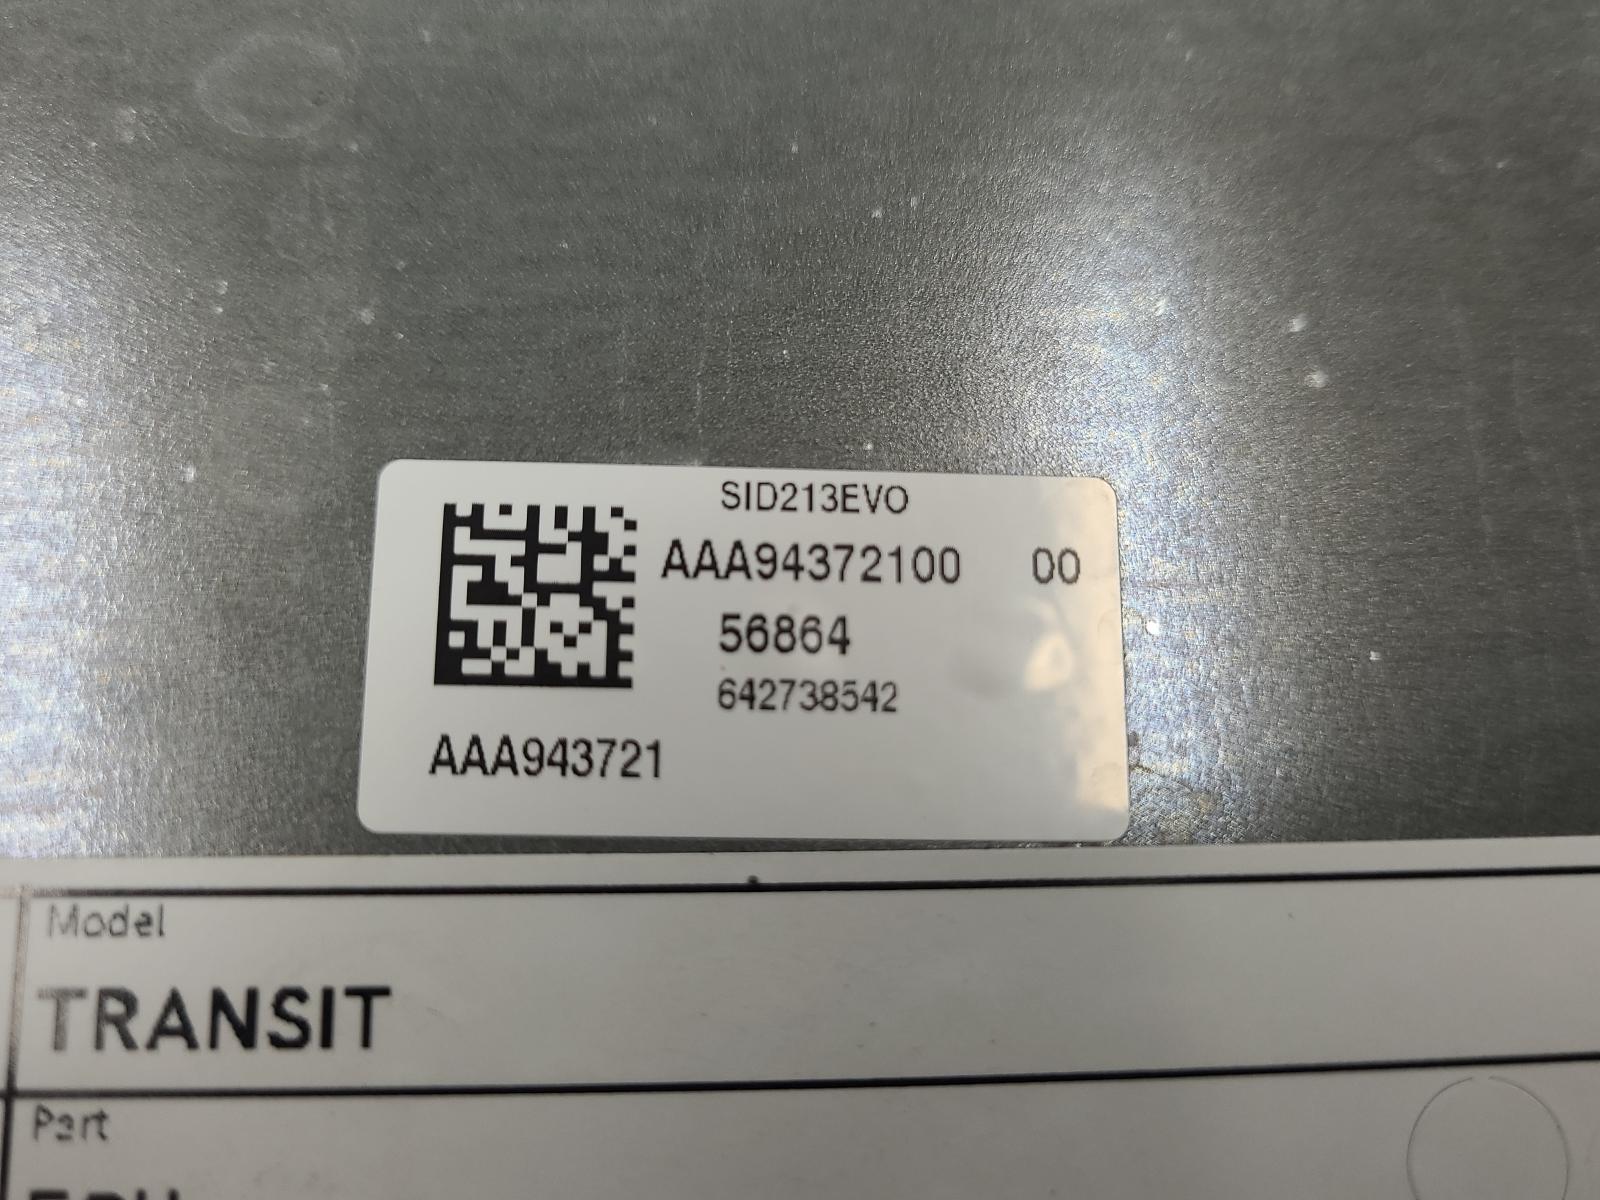 SID213EVO
AAA94372100 00
56864
642738542
AAA943721
Model
TRANSIT
Part